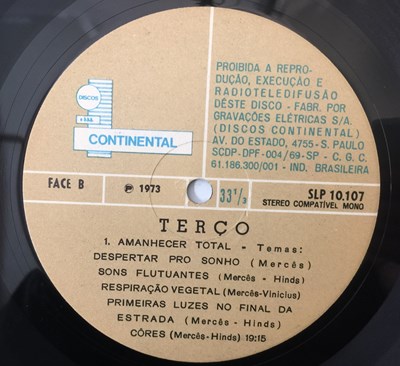 DISCOS
CONTINENTAL
PROIBIDA A REPRO-
DUÇÃO, EXECUÇÃO E
RADIOTELEDIFUSÃO
DÊSTE DISCO - FABR. POR
GRAVAÇÕES ELÉTRICAS S/A.
(DISCOS CONTINENTAL)
AV. DO ESTADO, 4755 - S. PAULO
SCDP - DPF - 004/69 - SP - C. G. C.
61.186.300/001 - IND. BRASILEIRA
FACE B
℗ 1973
33 1/3
SLP 10.107
STEREO COMPATÍVEL MONO
TERÇO
1. AMANHECER TOTAL - Temas:
DESPERTAR PRO SONHO (Mercês)
SONS FLUTUANTES (Mercês - Hinds)
RESPIRAÇÃO VEGETAL (Mercês-Vinicius)
PRIMEIRAS LUZES NO FINAL DA
ESTRADA (Mercês - Hinds)
CÔRES (Mercês-Hinds) 19:15